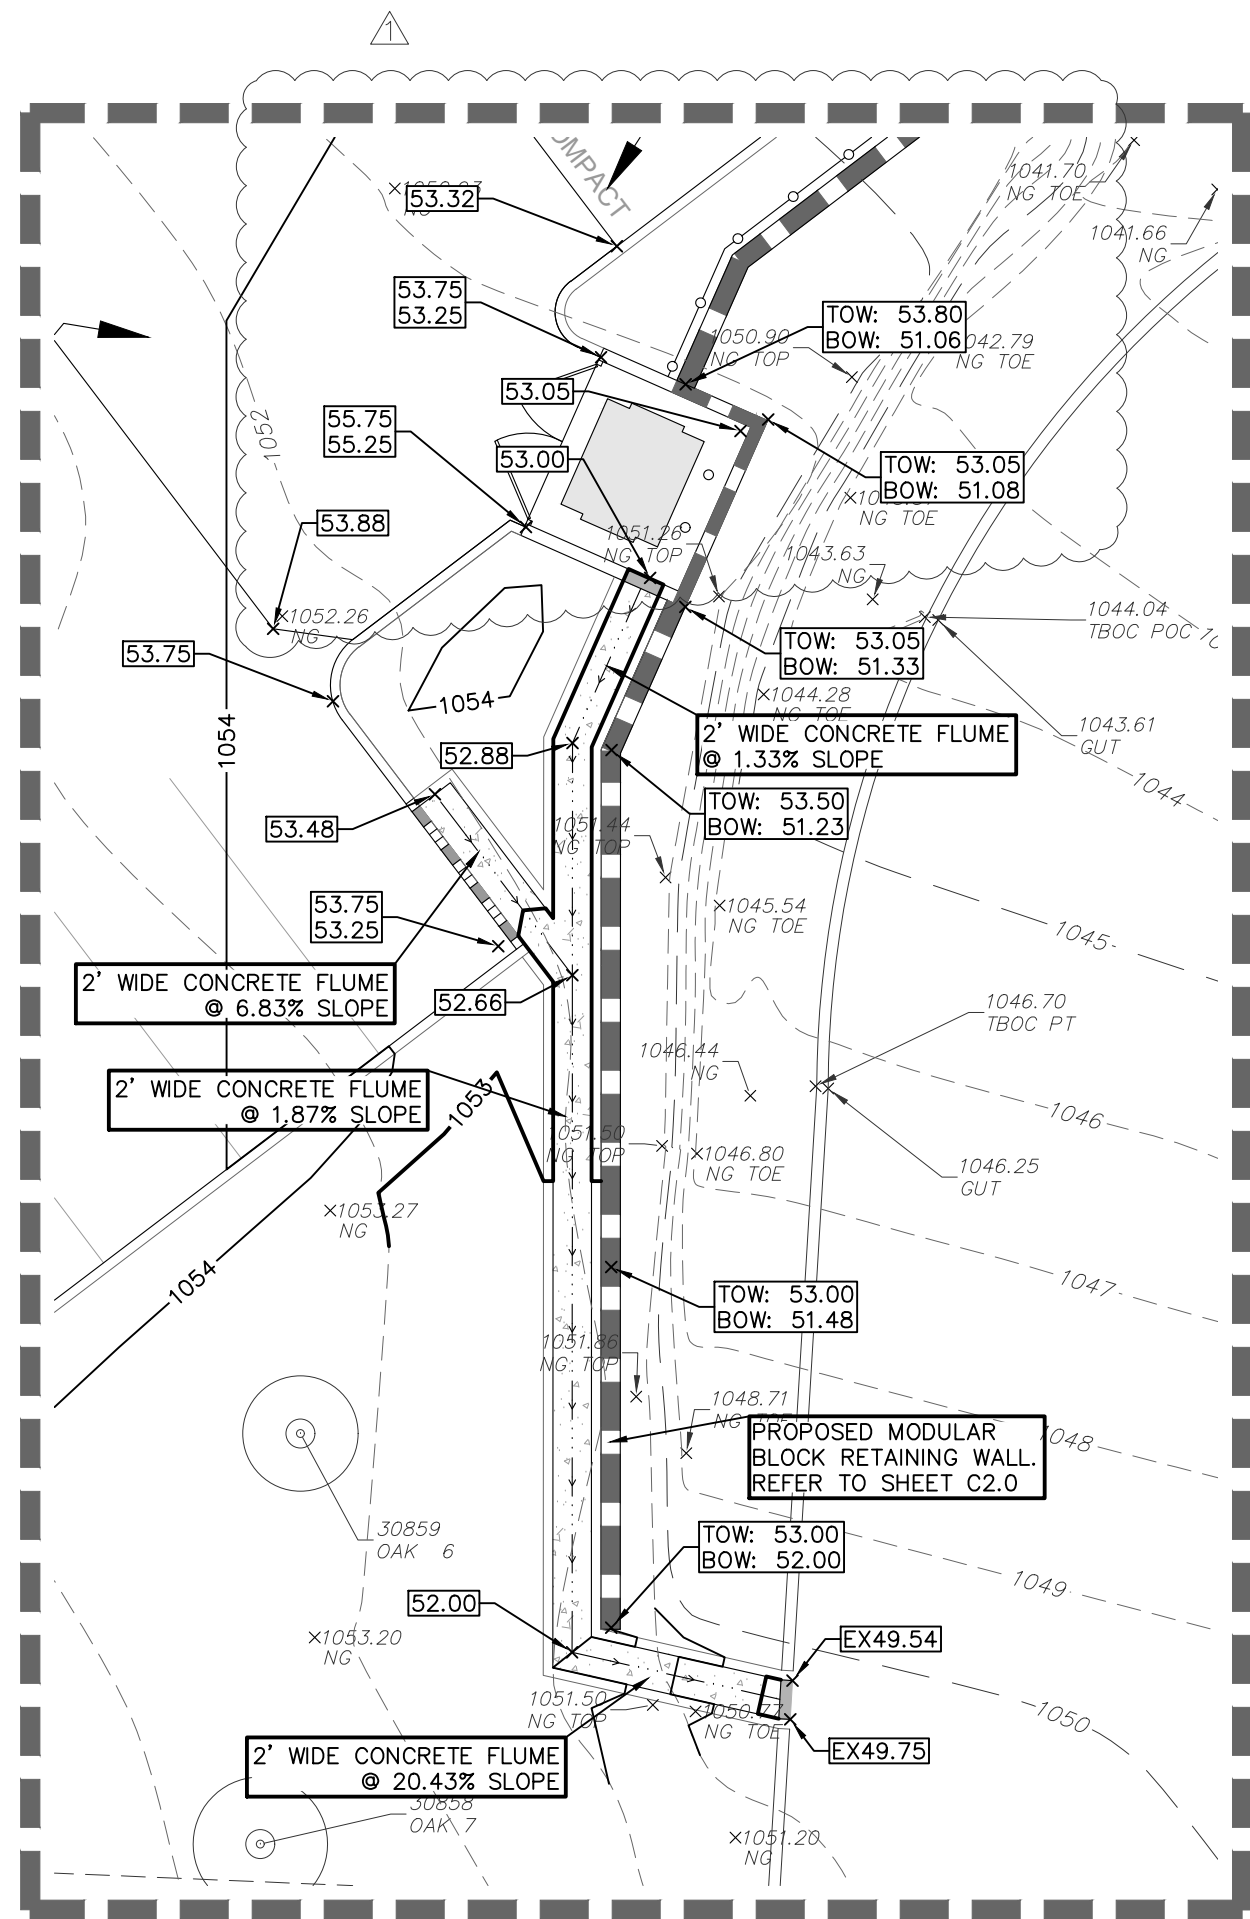 1
OMPACT
1041.70
NG TOE
53.32
1041.66
NG
53.75
53.25
TOW: 53.80
BOW: 51.06
1050.90
NG TOP
042.79
NG TOE
53.05
55.75
55.25
1052
53.00
TOW: 53.05
BOW: 51.08
NG TOE
53.88
1051.26
NG TOP
1043.63
NG
×1052.26
NG
1044.04
TBOC POC
53.75
TOW: 53.05
BOW: 51.33
×1044.28
NG TOE
1054
1054
2' WIDE CONCRETE FLUME
@ 1.33% SLOPE
1043.61
GUT
52.88
1044
TOW: 53.50
BOW: 51.23
53.48
1051.44
NG TOP
53.75
53.25
×1045.54
NG TOE
1045
2' WIDE CONCRETE FLUME
@ 6.83% SLOPE
52.66
1046.70
TBOC PT
1046.44
NG
2' WIDE CONCRETE FLUME
@ 1.87% SLOPE
1053
1046
1051.50
NG TOP
×1046.80
NG TOE
1046.25
GUT
×1053.27
NG
1054
1047
TOW: 53.00
BOW: 51.48
1051.86
NG TOP
1048.71
NG TOE
PROPOSED MODULAR
BLOCK RETAINING WALL.
REFER TO SHEET C2.0
1048
30859
OAK 6
TOW: 53.00
BOW: 52.00
1049
52.00
×1053.20
NG
EX49.54
1051.50
NG TOP
×1050.77
NG TOE
1050
EX49.75
2' WIDE CONCRETE FLUME
@ 20.43% SLOPE
30858
OAK 7
×1051.20
NG